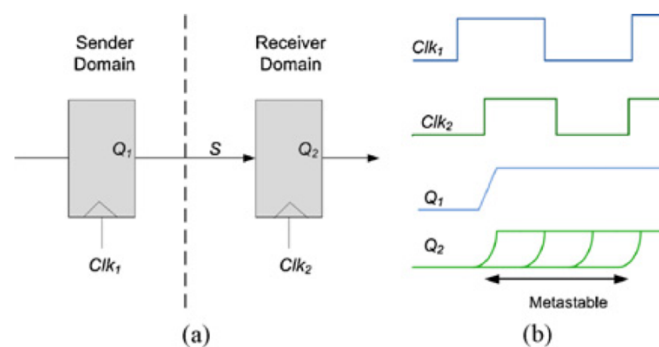 Sender
Domain
Receiver
Domain
Q1
S
Q2
Clk1
Clk2
(a)
Clk1
Clk2
Q1
Q2
Metastable
(b)